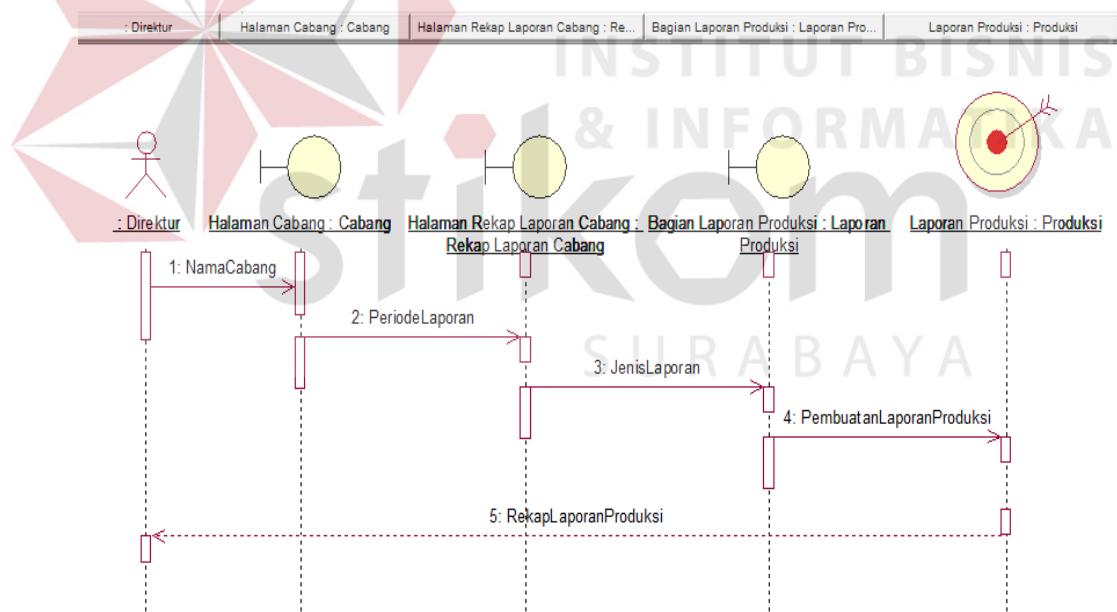 : Direktur
Halaman Cabang : Cabang
Halaman Rekap Laporan Cabang : Re...
Bagian Laporan Produksi : Laporan Pro...
Laporan Produksi : Produksi
INSTITUT BISNIS
& INFORMATIKA
stikom
SURABAYA
: Direktur
Halaman Cabang : Cabang
Halaman Rekap Laporan Cabang :
Rekap Laporan Cabang
Bagian Laporan Produksi : Laporan
Produksi
Laporan Produksi : Produksi
1: NamaCabang
2: PeriodeLaporan
3: JenisLaporan
4: PembuatanLaporanProduksi
5: RekapLaporanProduksi